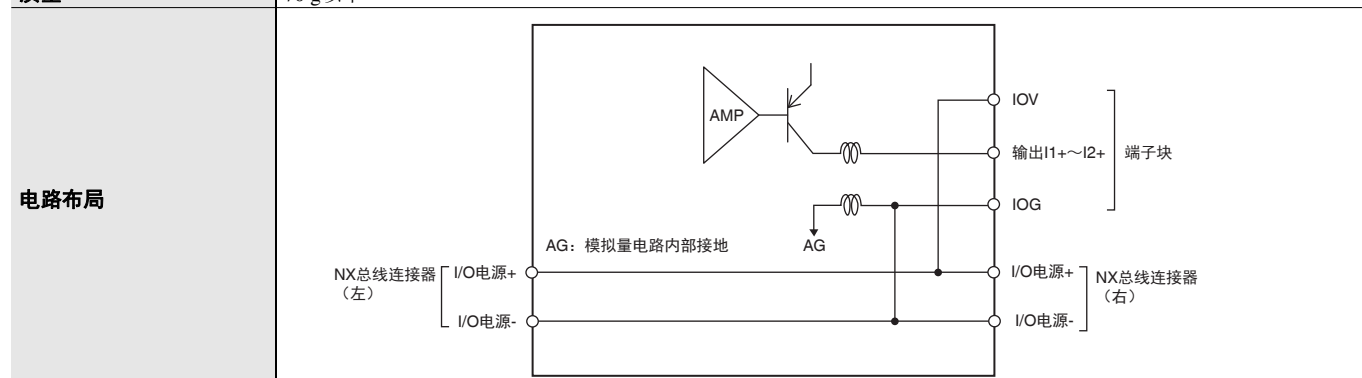 AMP
IOV
输出I1+～I2+
端子块
IOG
电路布局
AG：模拟量电路内部接地
AG
NX总线连接器
（左）
I/O电源+
I/O电源+
NX总线连接器
（右）
I/O电源-
I/O电源-